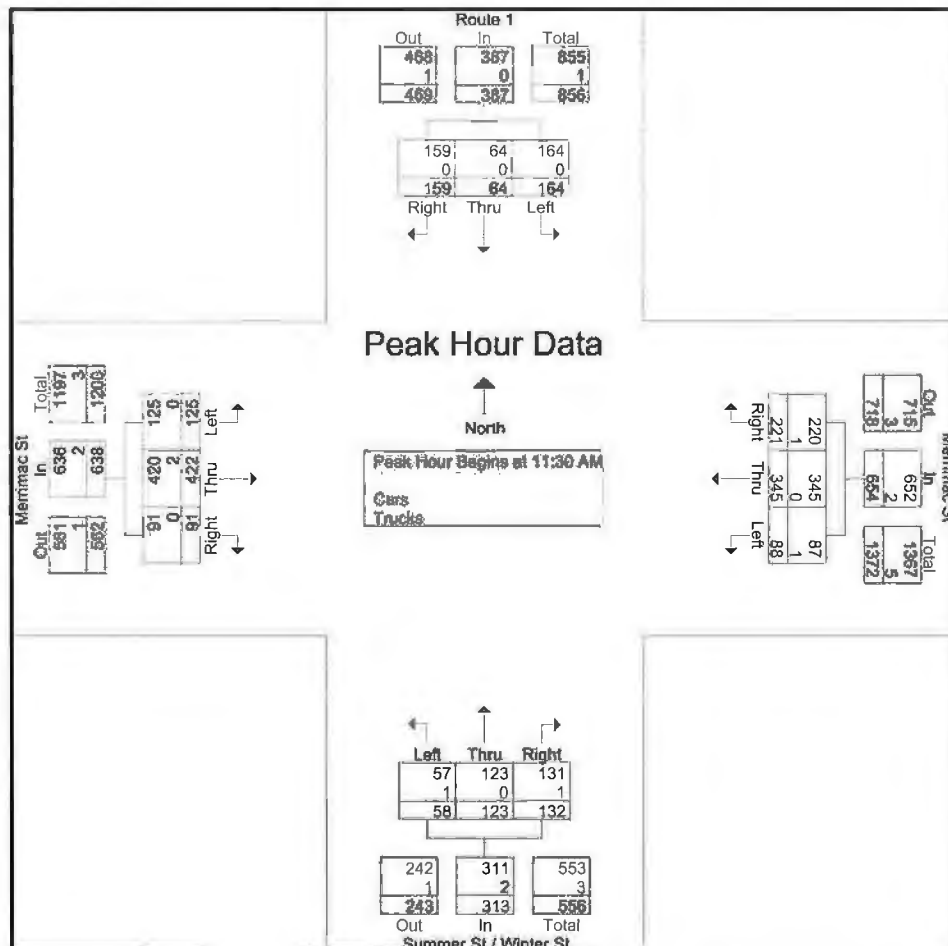 Route 1
Out In Total
468 387 855
1 0 1
469 387 856
159 64 164
0 0 0
159 64 164
Right Thru Left
Peak Hour Data
North
Peak Hour Begins at 11:30 AM
Cars
Trucks
Merrimac St
Total
1197
3
1200
In
636
2
638
Out
561
1
562
125
0
125
Left
420
2
422
Thru
91
0
91
Right
Right
221
1
220
Thru
345
0
345
Left
88
1
87
Out
715
3
718
In
652
2
654
Total
1367
5
1372
Merrimac St
Left Thru Right
57 123 131
1 0 1
58 123 132
242 311 553
1 2 3
243 313 556
Out In Total
Summer St / Winter St